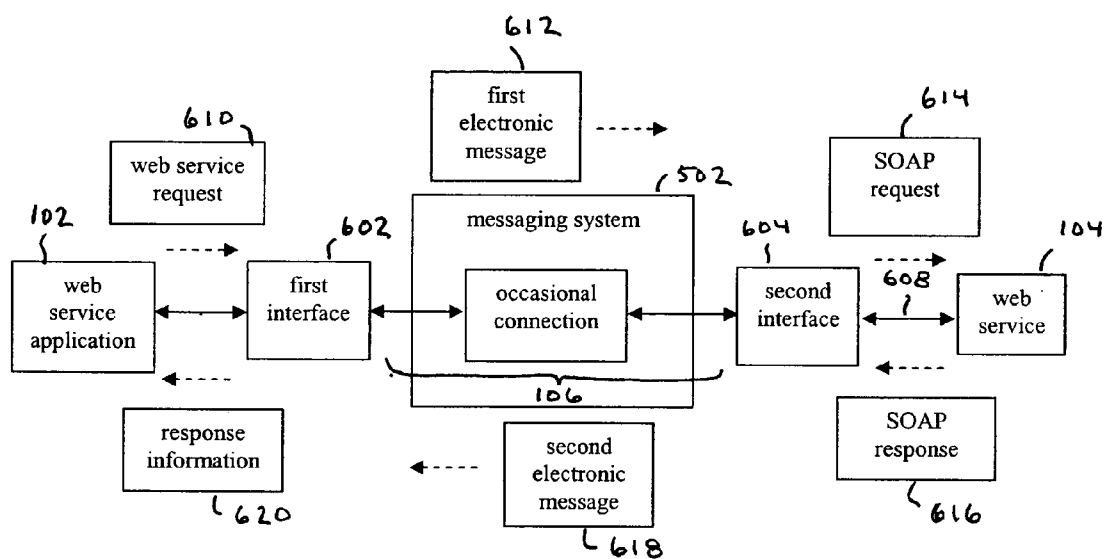 612
first
electronic
message
610
web service
request
614
SOAP
request
502
messaging system
102
web
service
application
602
first
interface
occasional
connection
604
second
interface
608
104
web
service
106
response
information
620
second
electronic
message
618
SOAP
response
616